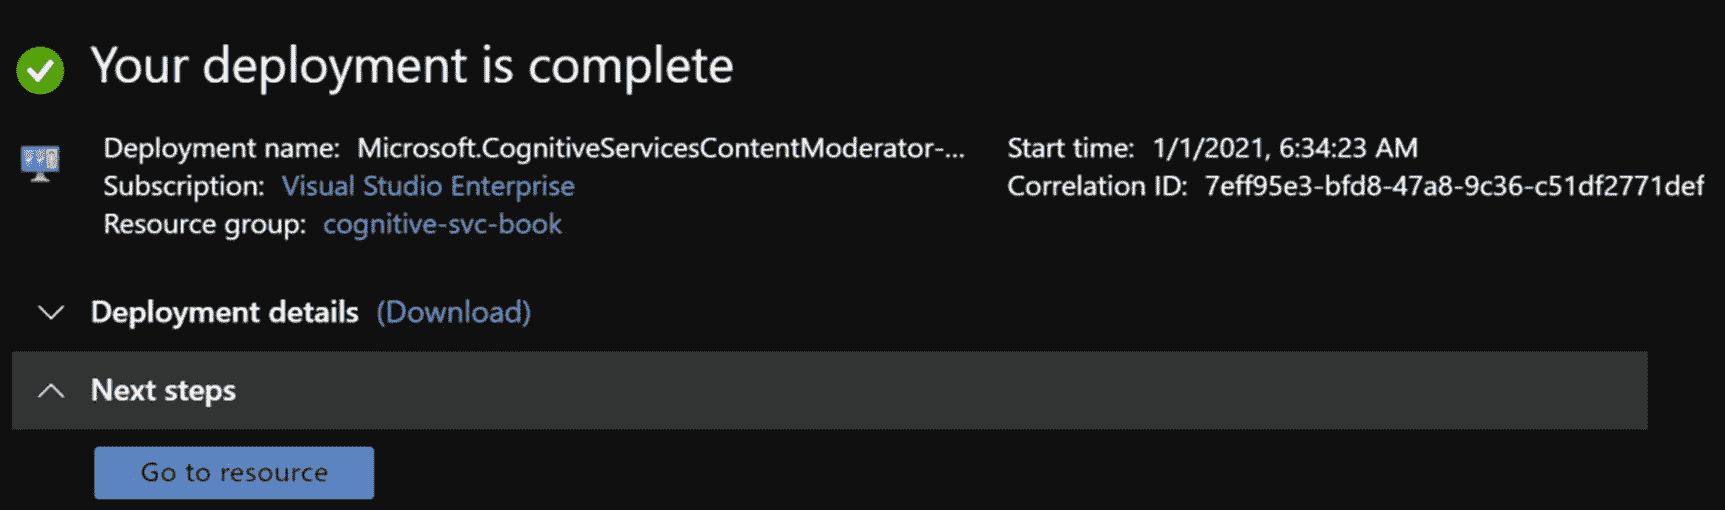 Your deployment is complete
Deployment name: Microsoft.CognitiveServicesContentModerator-...
Subscription: Visual Studio Enterprise
Resource group: cognitive-svc-book
Start time: 1/1/2021, 6:34:23 AM
Correlation ID: 7eff95e3-bfd8-47a8-9c36-c51df2771def
Deployment details (Download)
Next steps
Go to resource